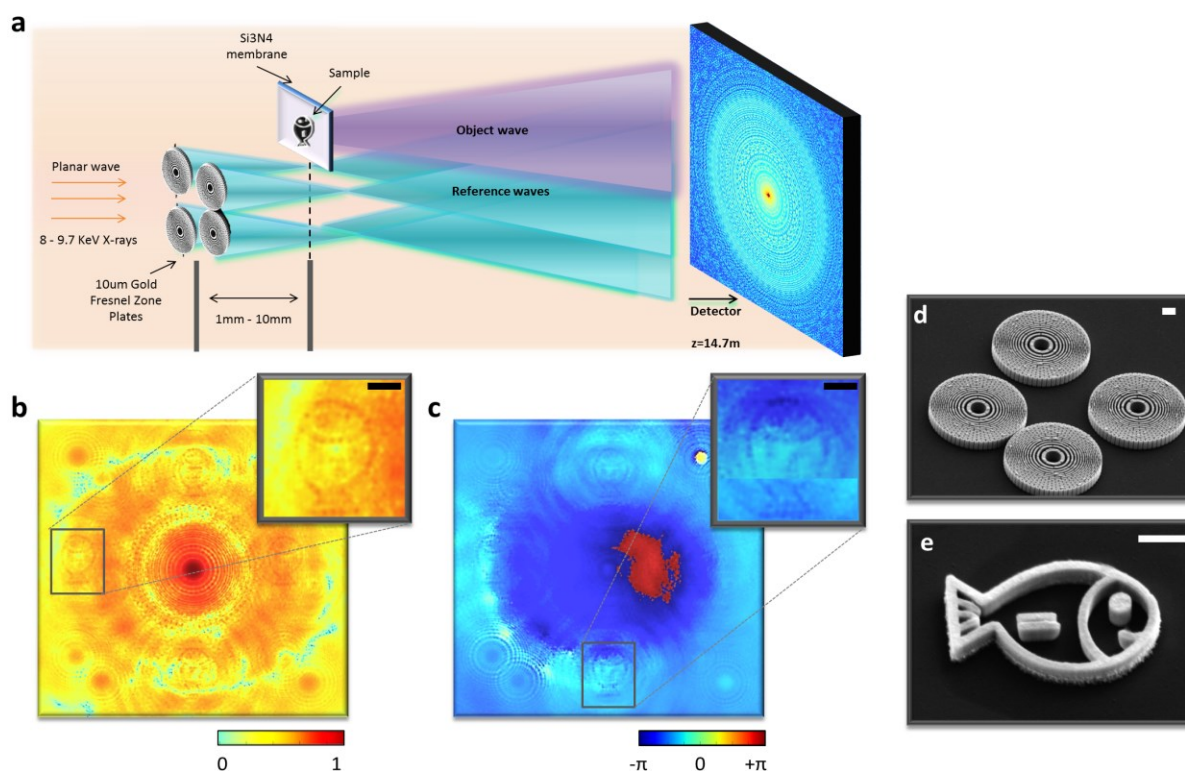 a
Si3N4
membrane
Sample
Object wave
Planar wave
Reference waves
8 - 9.7 KeV X-rays
10um Gold
Fresnel Zone
Plates
1mm - 10mm
Detector
z=14.7m
b
c
d
e
0 1
-π 0 +π